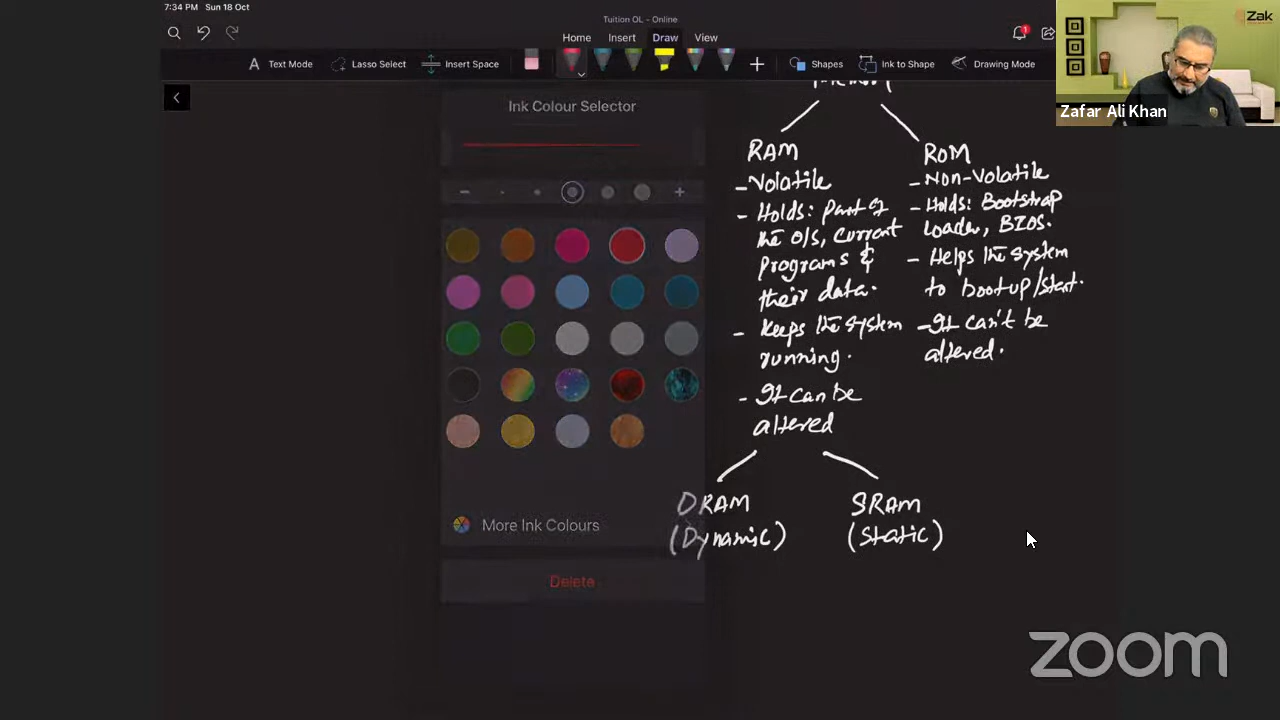 7:34 PM Sun 18 Oct
Tuition OL - Online
Home Insert Draw View
1
Text Mode Lasso Select Insert Space + Shapes Ink to Shape Drawing Mode
Zak
Zafar Ali Khan
Ink Colour Selector
More Ink Colours
Delete
RAM
- Volatile
- Holds: Part of
the O/S, Current
programs &
their data.
- Keeps the system
running.
- It can be
altered
ROM
- Non-Volatile
- Holds: Bootstrap
Loader, BIOS.
- Helps the system
to bootup/start.
- It can't be
altered.
DRAM
(Dynamic)
SRAM
(Static)
zoom